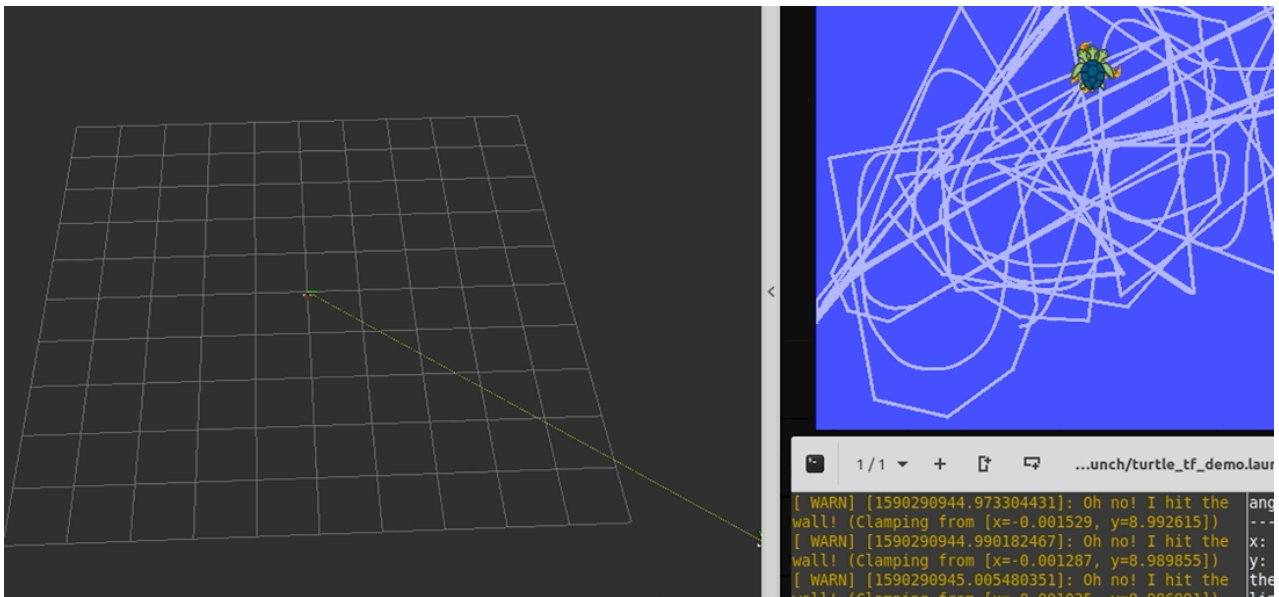 1/1
...unch/turtle_tf_demo.laun
[ WARN] [1590290944.973304431]: Oh no! I hit the
wall! (Clamping from [x=-0.001529, y=8.992615])
[ WARN] [1590290944.990182467]: Oh no! I hit the
wall! (Clamping from [x=-0.001287, y=8.989855])
[ WARN] [1590290945.005480351]: Oh no! I hit the
ang
---
x:
y:
the